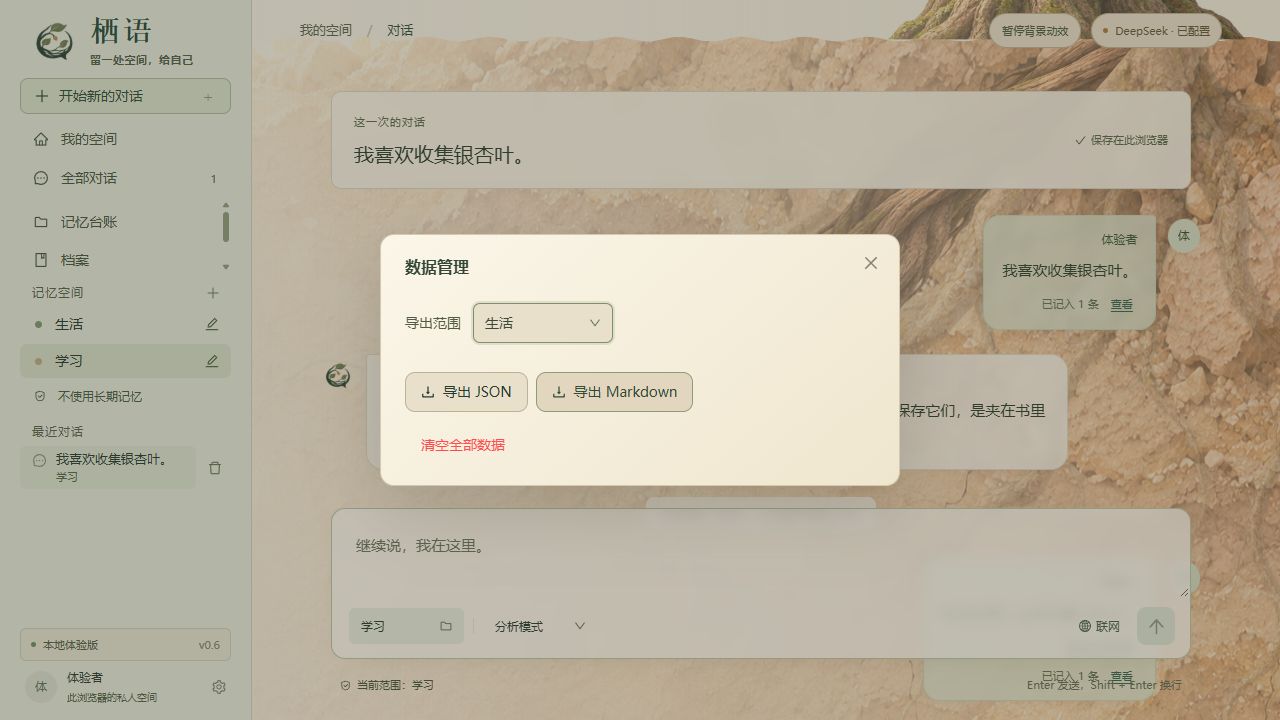 栖语
留一处空间，给自己
开始新的对话
我的空间
全部对话 1
记忆台账
档案
记忆空间
生活
学习
不使用长期记忆
最近对话
我喜欢收集银杏叶。
学习
本地体验版 v0.6
体 体验者
此浏览器的私人空间
我的空间 / 对话
暂停背景动效
DeepSeek · 已配置
这一次的对话
我喜欢收集银杏叶。
保存在此浏览器
体验者 体
我喜欢收集银杏叶。
已记入 1 条 查看
数据管理
导出范围 生活
导出 JSON 导出 Markdown
清空全部数据
保存它们，是夹在书里
继续说，我在这里。
学习 分析模式 联网
已记入 1 条 查看
当前范围：学习
Enter 发送，Shift + Enter 换行